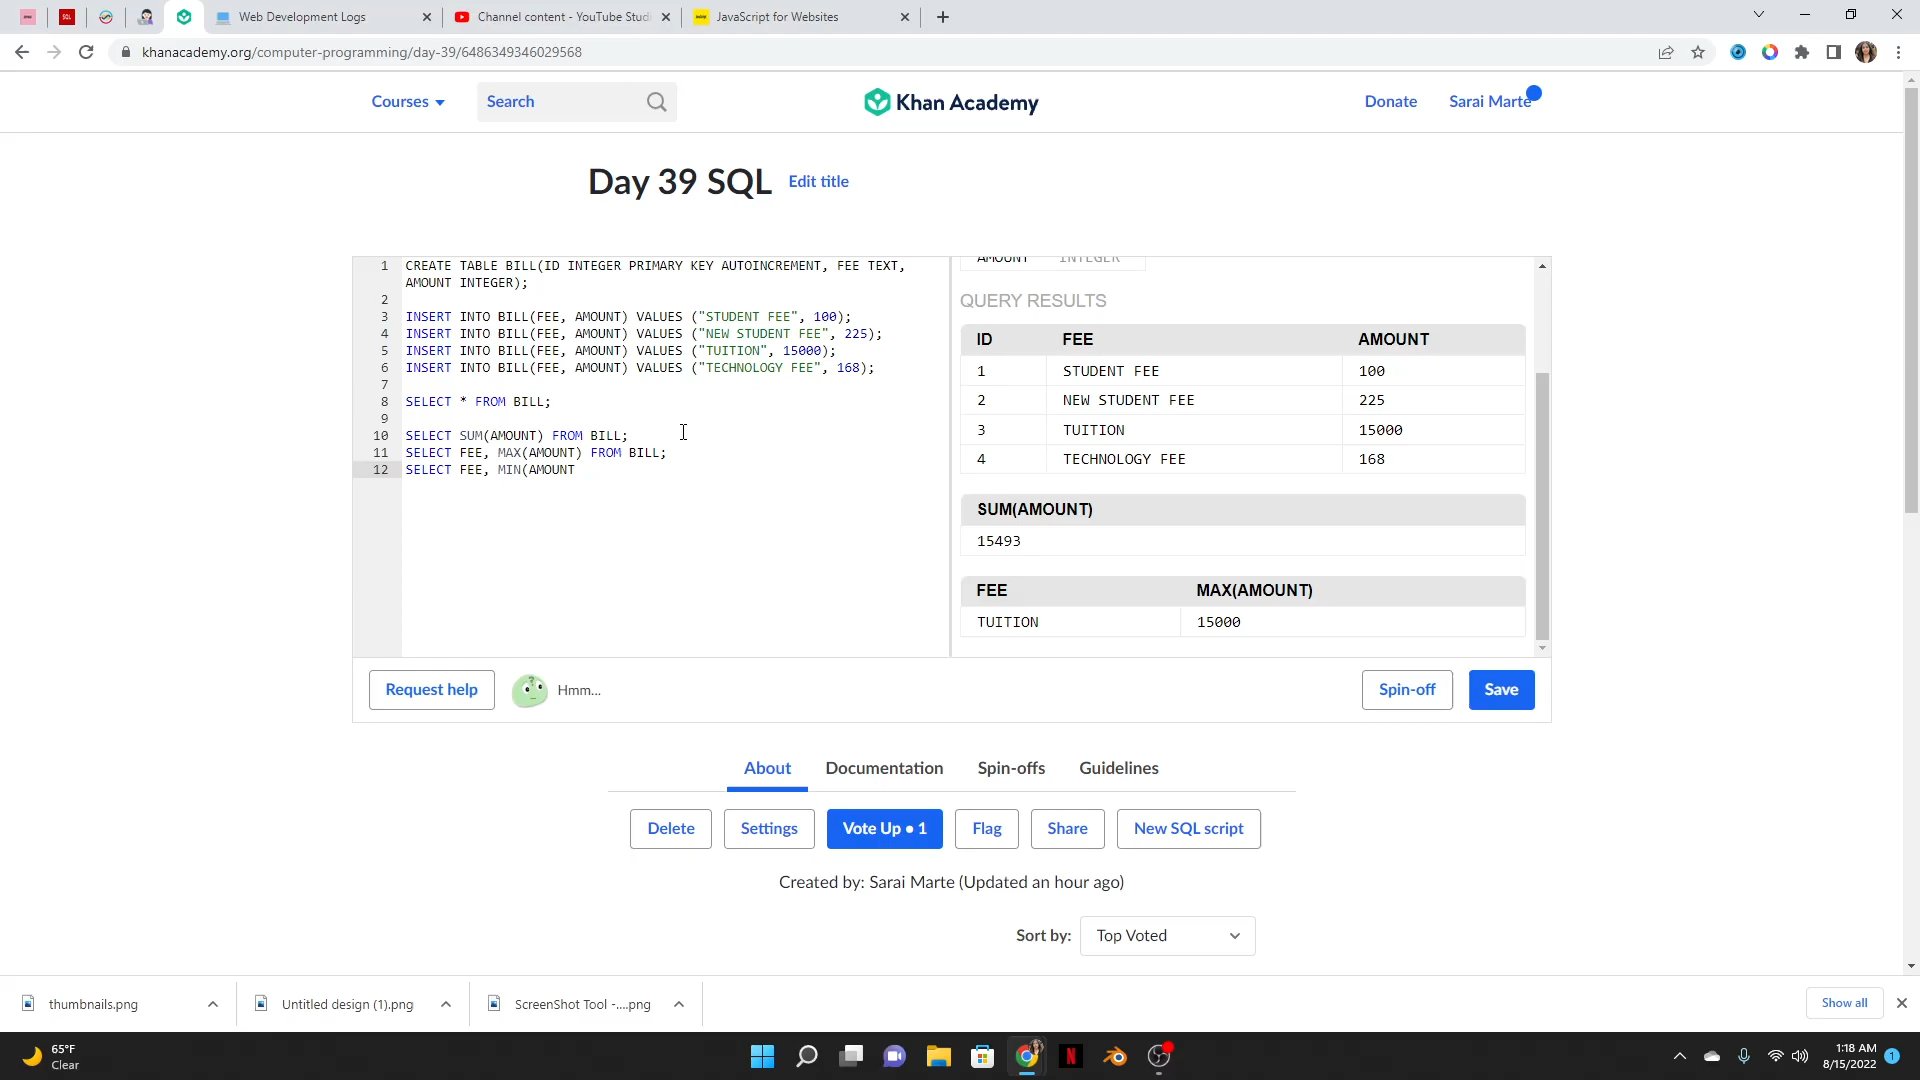 Web Development Logs
Channel content - YouTube Studi
JavaScript for Websites
khanacademy.org/computer-programming/day-39/6486349346029568
Courses
Search
Khan Academy
Donate
Sarai Marte
Day 39 SQL
Edit title
1 CREATE TABLE BILL(ID INTEGER PRIMARY KEY AUTOINCREMENT, FEE TEXT,
AMOUNT INTEGER);
2
3 INSERT INTO BILL(FEE, AMOUNT) VALUES ("STUDENT FEE", 100);
4 INSERT INTO BILL(FEE, AMOUNT) VALUES ("NEW STUDENT FEE", 225);
5 INSERT INTO BILL(FEE, AMOUNT) VALUES ("TUITION", 15000);
6 INSERT INTO BILL(FEE, AMOUNT) VALUES ("TECHNOLOGY FEE", 168);
7
8 SELECT * FROM BILL;
9
10 SELECT SUM(AMOUNT) FROM BILL;
11 SELECT FEE, MAX(AMOUNT) FROM BILL;
12 SELECT FEE, MIN(AMOUNT
AMOUNT INTEGER
QUERY RESULTS
ID FEE AMOUNT
1 STUDENT FEE 100
2 NEW STUDENT FEE 225
3 TUITION 15000
4 TECHNOLOGY FEE 168
SUM(AMOUNT)
15493
FEE MAX(AMOUNT)
TUITION 15000
Request help
Hmm...
Spin-off
Save
About Documentation Spin-offs Guidelines
Delete Settings Vote Up • 1 Flag Share New SQL script
Created by: Sarai Marte (Updated an hour ago)
Sort by: Top Voted
thumbnails.png
Untitled design (1).png
ScreenShot Tool -....png
Show all
65°F
Clear
1:18 AM
8/15/2022
1